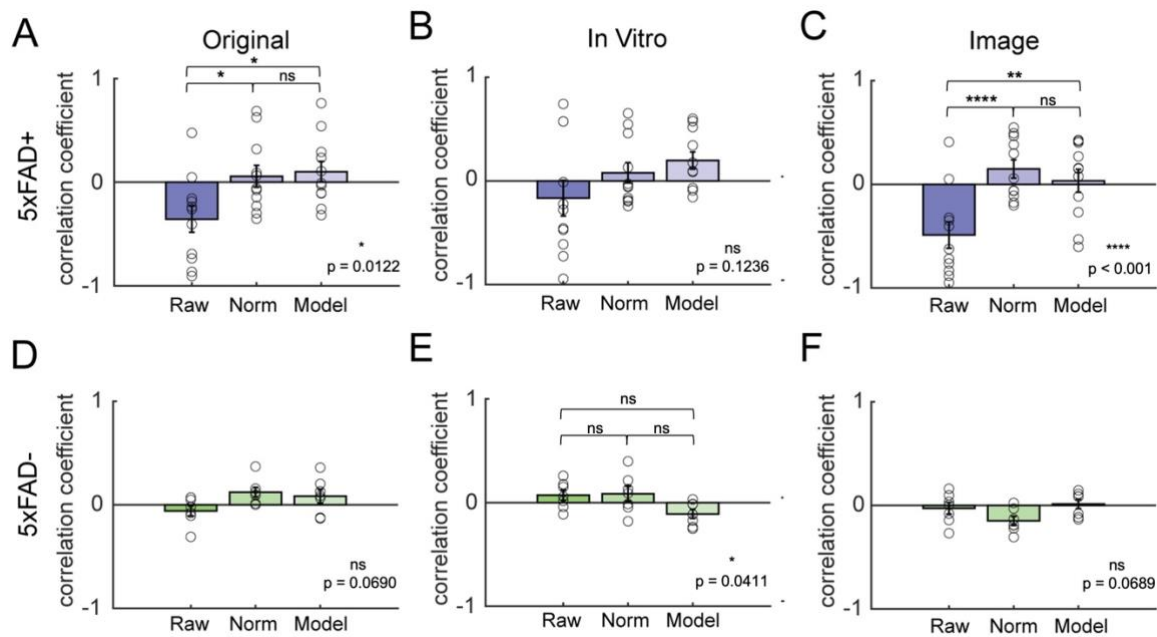 A
Original
B
In Vitro
C
Image
5xFAD+
correlation coefficient
1
0
-1
*
*
ns
*
p = 0.0122
Raw Norm Model
correlation coefficient
1
0
-1
ns
p = 0.1236
Raw Norm Model
correlation coefficient
1
0
-1
**
****
ns
****
p < 0.001
Raw Norm Model
D
E
F
5xFAD-
correlation coefficient
1
0
-1
ns
p = 0.0690
Raw Norm Model
correlation coefficient
1
0
-1
ns
ns
ns
*
p = 0.0411
Raw Norm Model
correlation coefficient
1
0
-1
ns
p = 0.0689
Raw Norm Model